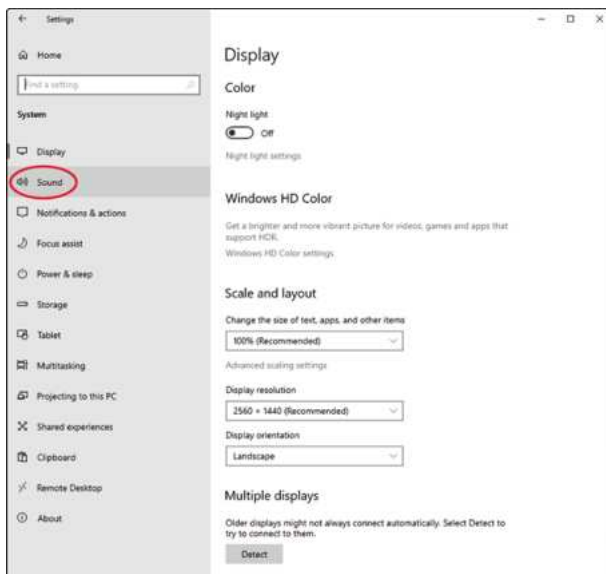 Settings
Home
Find a setting
System
Display
Sound
Notifications & actions
Focus assist
Power & sleep
Storage
Tablet
Multitasking
Projecting to this PC
Shared experiences
Clipboard
Remote Desktop
About
Display
Color
Night light
Off
Night light settings
Windows HD Color
Get a brighter and more vibrant picture for videos, games and apps that
support HDR.
Windows HD Color settings
Scale and layout
Change the size of text, apps, and other items
100% (Recommended)
Advanced scaling settings
Display resolution
2560 × 1440 (Recommended)
Display orientation
Landscape
Multiple displays
Older displays might not always connect automatically. Select Detect to
try to connect to them.
Detect